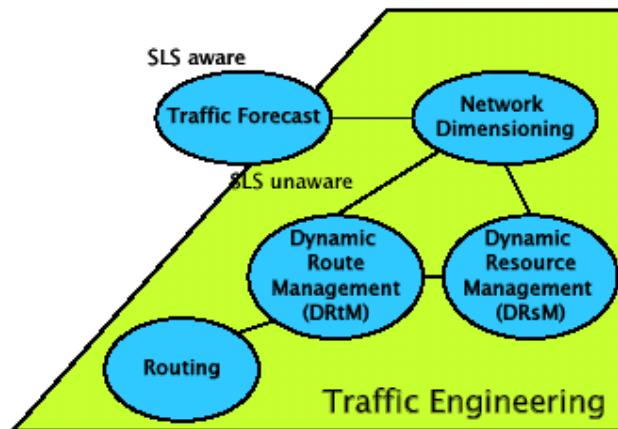 SLS aware
Traffic Forecast
Network
Dimensioning
SLS unaware
Dynamic
Route
Management
(DRtM)
Dynamic
Resource
Management
(DRsM)
Routing
Traffic Engineering